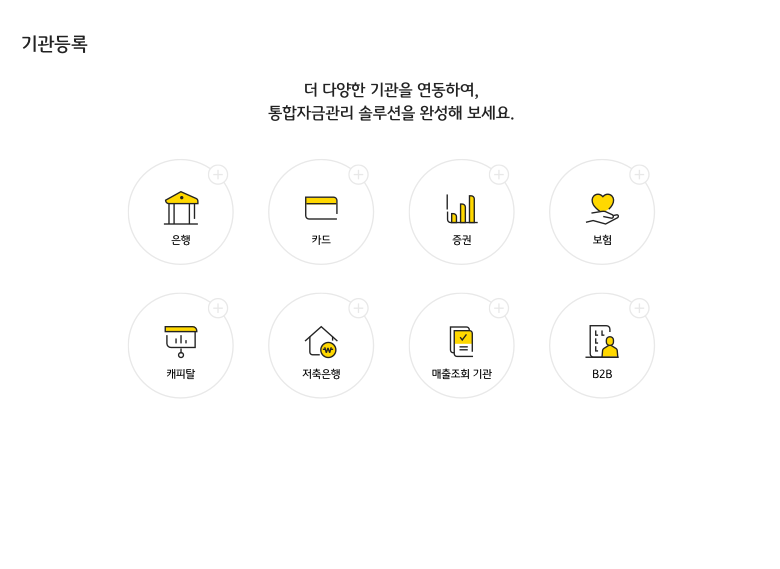 기관등록
더 다양한 기관을 연동하여,
통합자금관리 솔루션을 완성해 보세요.
은행
카드
증권
보험
캐피탈
저축은행
매출조회 기관
B2B